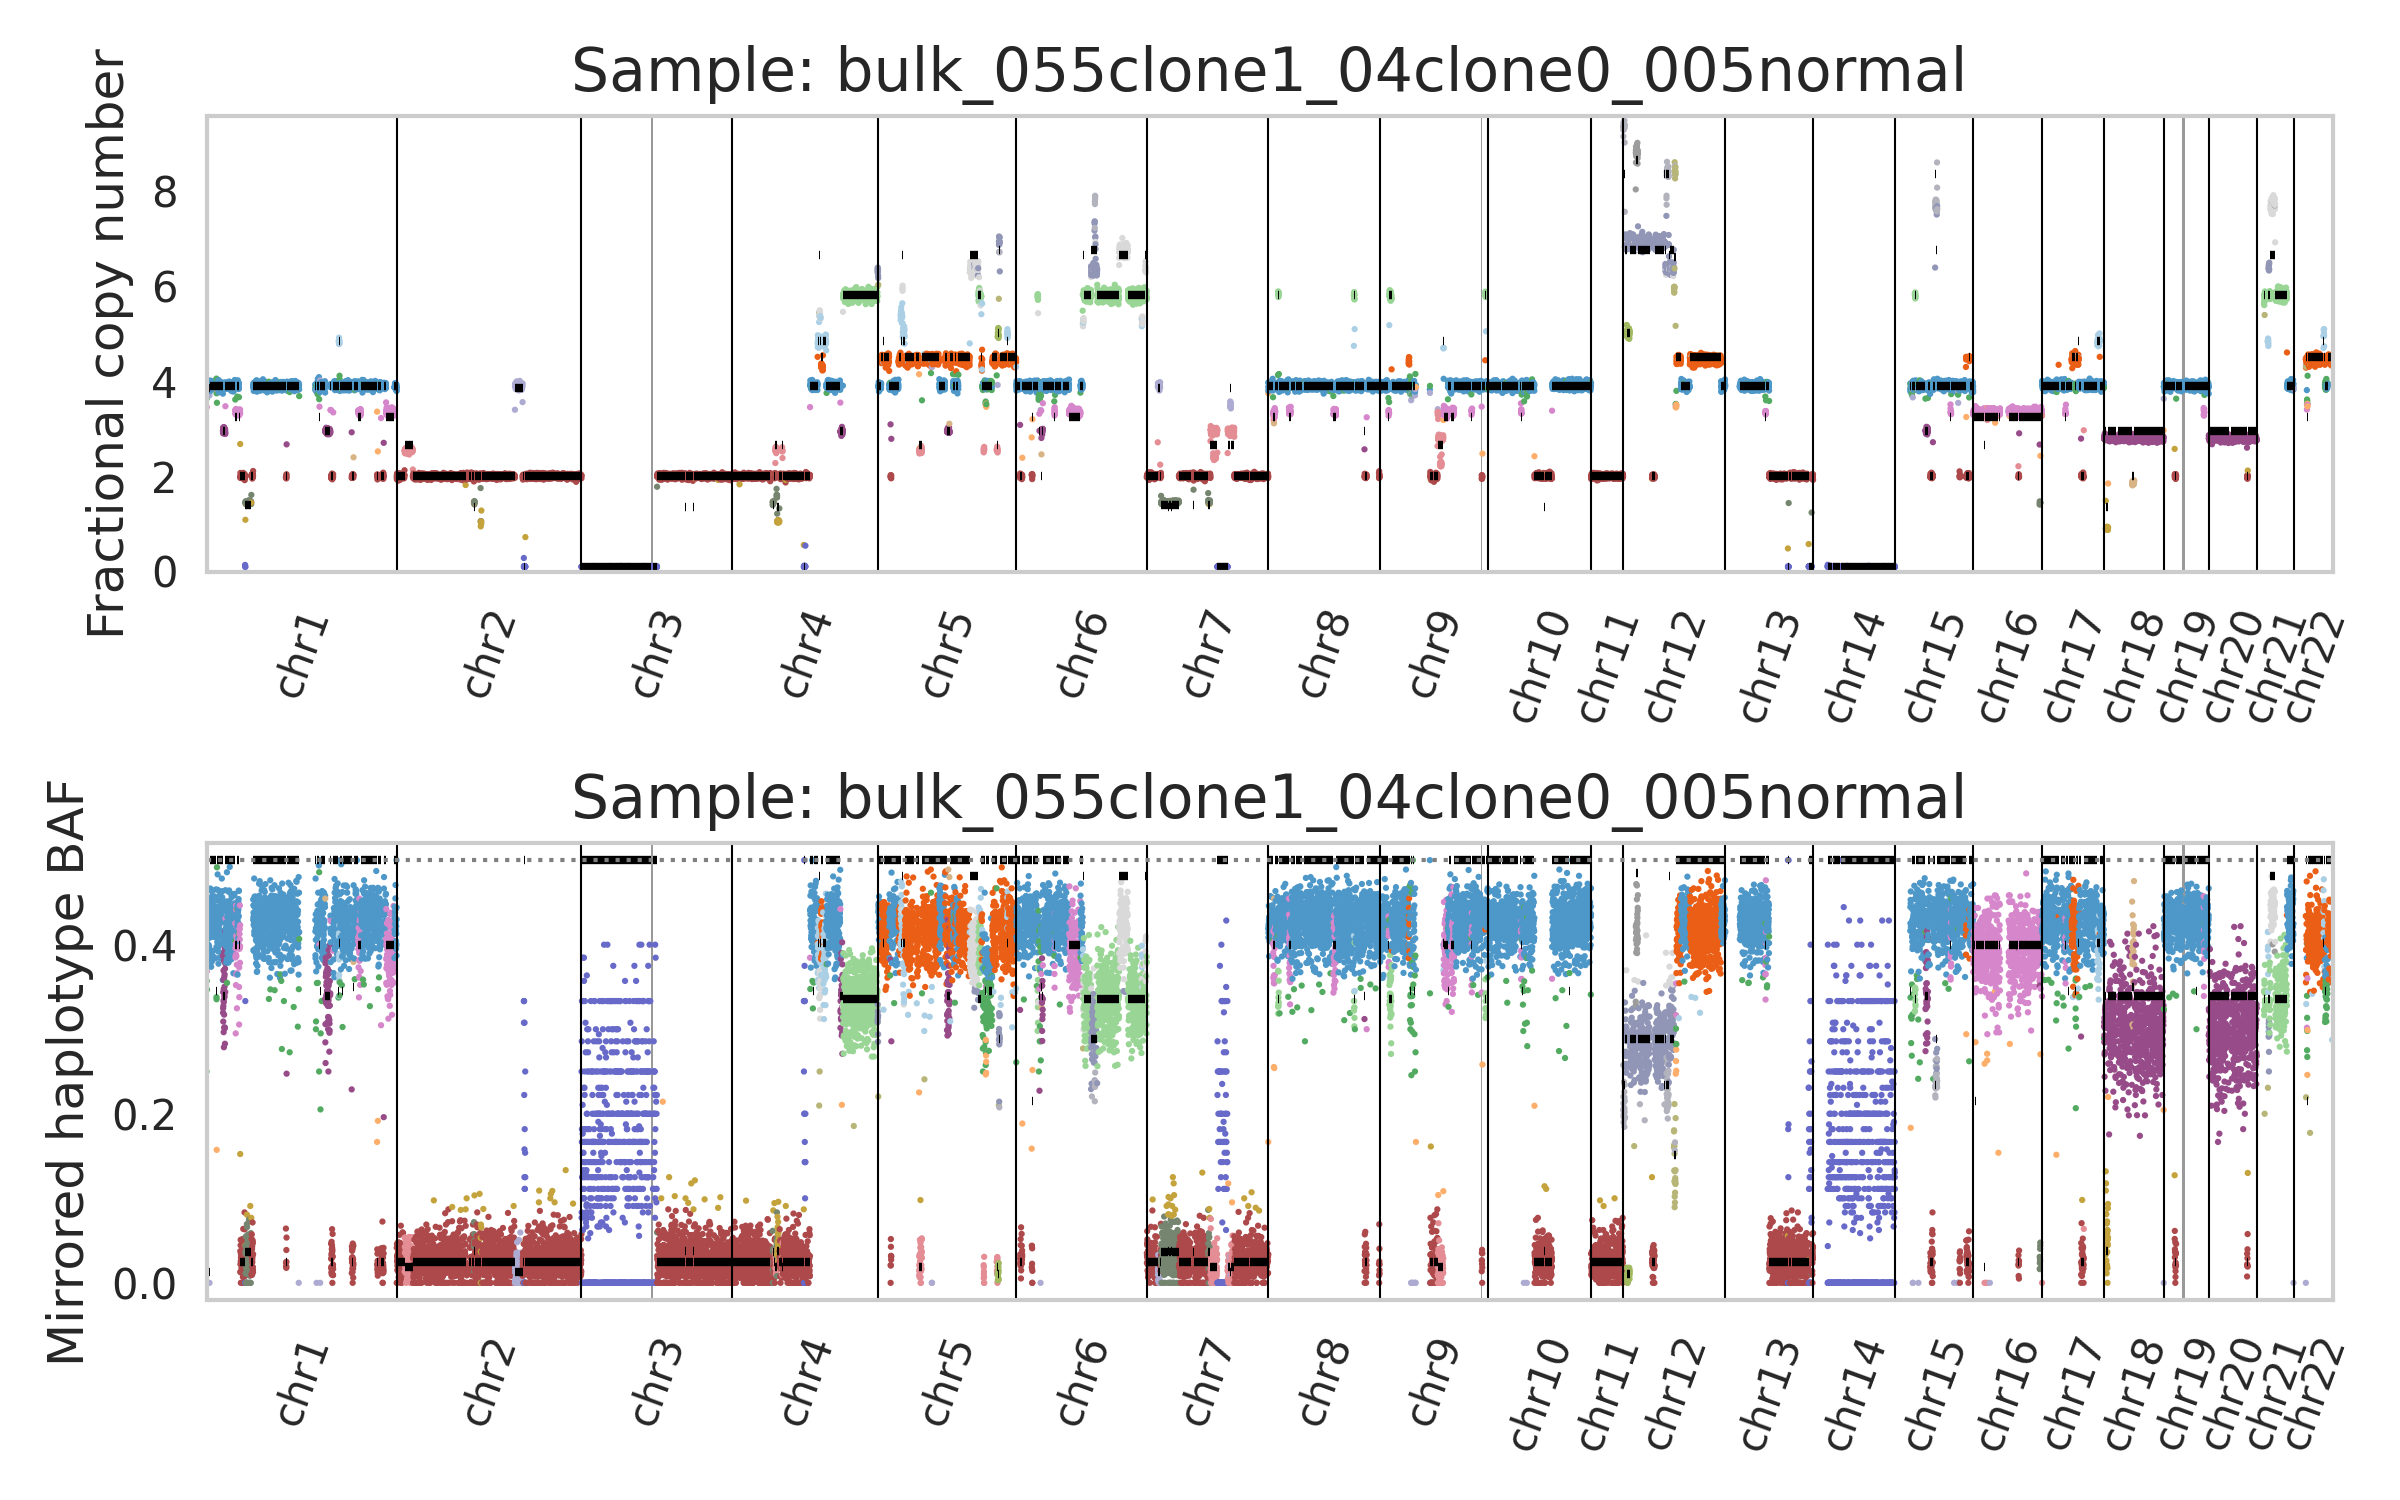 Sample: bulk_055clone1_04clone0_005normal
Fractional copy number
8
6
4
2
0
chr1 chr2 chr3 chr4 chr5 chr6 chr7 chr8 chr9 chr10 chr11 chr12 chr13 chr14 chr15 chr16 chr17 chr18 chr19 chr20 chr21 chr22
Sample: bulk_055clone1_04clone0_005normal
Mirrored haplotype BAF
0.4
0.2
0.0
chr1 chr2 chr3 chr4 chr5 chr6 chr7 chr8 chr9 chr10 chr11 chr12 chr13 chr14 chr15 chr16 chr17 chr18 chr19 chr20 chr21 chr22